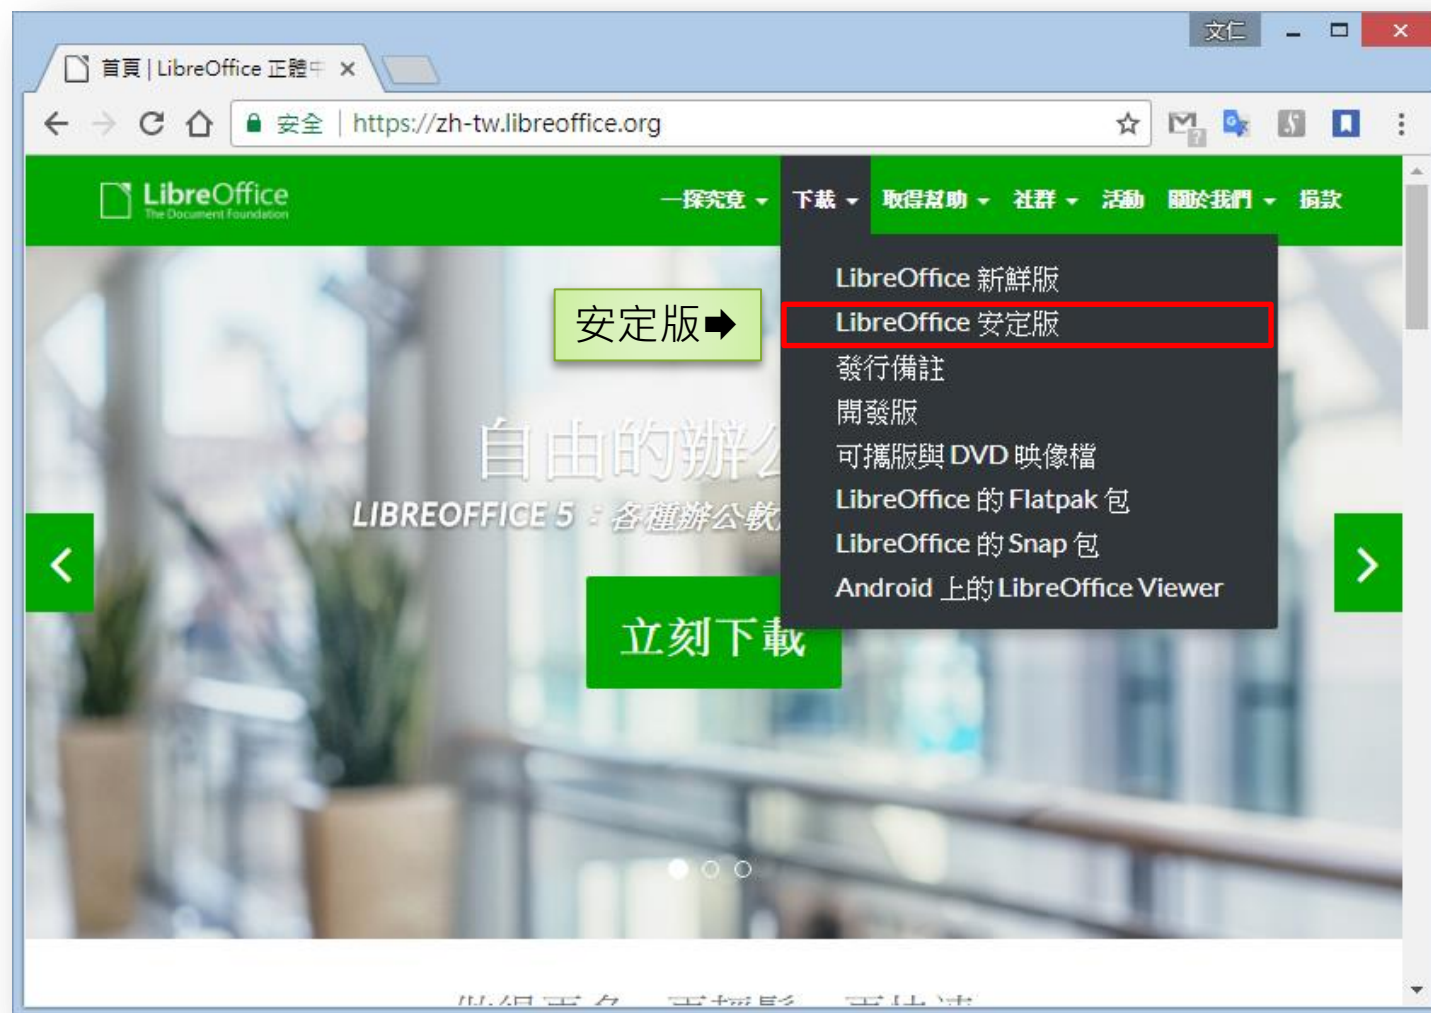 文仁
首頁 | LibreOffice 正體中
安全 | https://zh-tw.libreoffice.org
LibreOffice
The Document Foundation
一探究竟 下載 取得幫助 社群 活動 關於我們 捐款
LibreOffice 新鮮版
安定版➡
LibreOffice 安定版
發行備註
開發版
可攜版與 DVD 映像檔
LibreOffice 的 Flatpak 包
LibreOffice 的 Snap 包
Android 上的 LibreOffice Viewer
自由的辦公
LIBREOFFICE 5：各種辦公軟
立刻下載